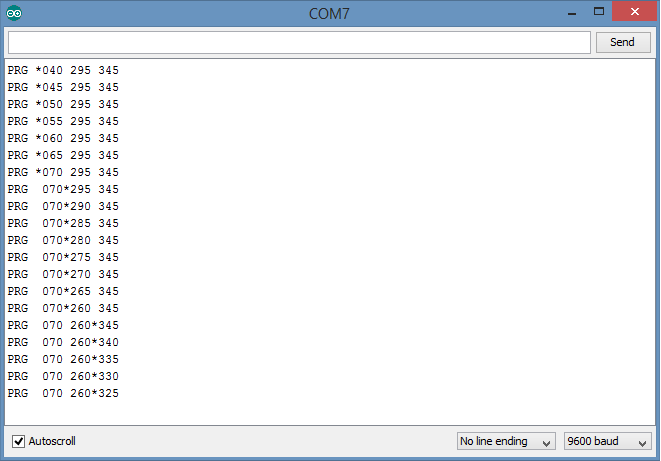 COM7
Send
PRG *040 295 345
PRG *045 295 345
PRG *050 295 345
PRG *055 295 345
PRG *060 295 345
PRG *065 295 345
PRG *070 295 345
PRG  070*295 345
PRG  070*290 345
PRG  070*285 345
PRG  070*280 345
PRG  070*275 345
PRG  070*270 345
PRG  070*265 345
PRG  070*260 345
PRG  070 260*345
PRG  070 260*340
PRG  070 260*335
PRG  070 260*330
PRG  070 260*325
Autoscroll No line ending 9600 baud